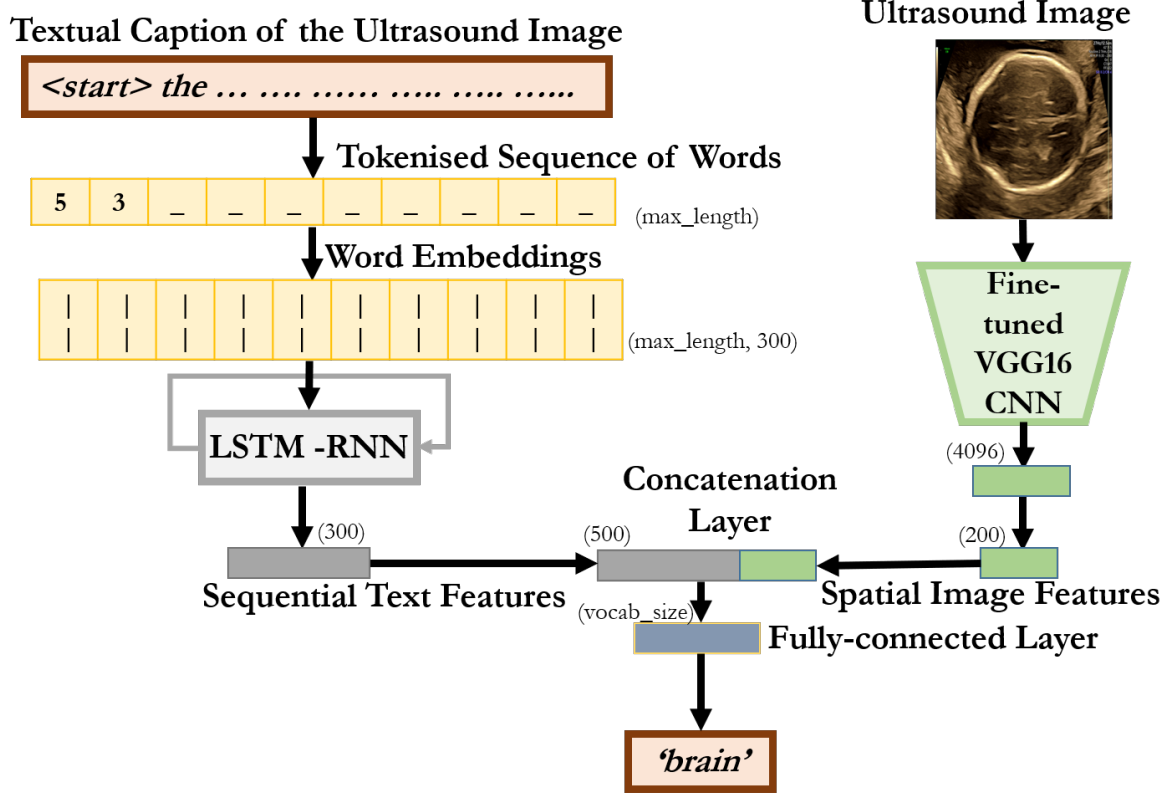 Textual Caption of the Ultrasound Image
<start> the ... .... ...... ..... ..... ......
Tokenised Sequence of Words
5 3 _ _ _ _ _ _ _ _
(max_length)
Word Embeddings
(max_length, 300)
LSTM -RNN
(300)
Sequential Text Features
Ultrasound Image
Fine-
tuned
VGG16
CNN
(4096)
(200)
Spatial Image Features
Concatenation
Layer
(500)
(vocab_size)
Fully-connected Layer
‘brain’